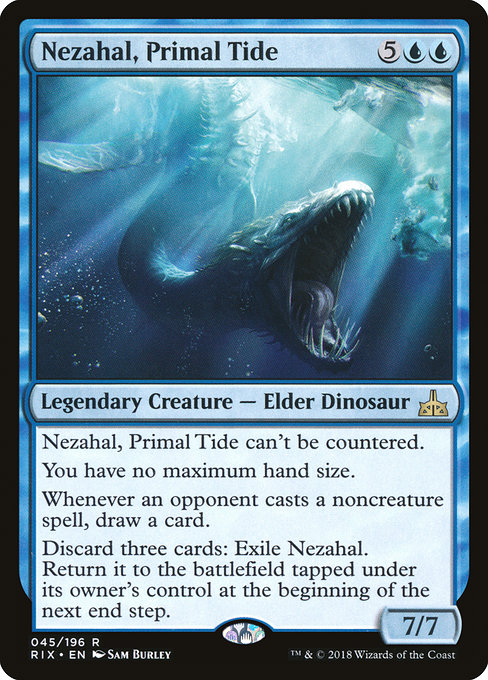 Nezahal, Primal Tide 5
Legendary Creature — Elder Dinosaur
Nezahal, Primal Tide can't be countered.
You have no maximum hand size.
Whenever an opponent casts a noncreature
spell, draw a card.
Discard three cards: Exile Nezahal.
Return it to the battlefield tapped under
its owner's control at the beginning of the
next end step.
7/7
045/196 R
RIX • EN SAM BURLEY
™ & © 2018 Wizards of the Coast